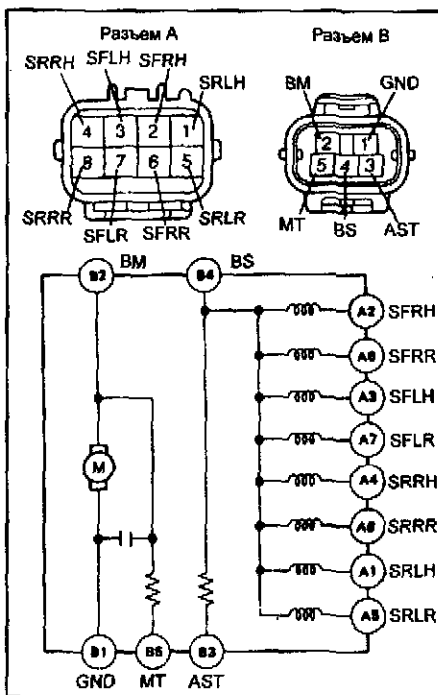 Разъем А
Разъем В
SRRH SFLH SFRH SRLH
4 3 2 1
8 7 6 5
SRRR SFLR SFRR SRLR
BM GND
2 1
5 4 3
MT BS AST
B2 BM
B4 BS
A2 SFRH
A6 SFRR
A3 SFLH
A7 SFLR
A4 SRRH
A8 SRRR
A1 SRLH
A5 SRLR
M
B1 B5 B3
GND MT AST